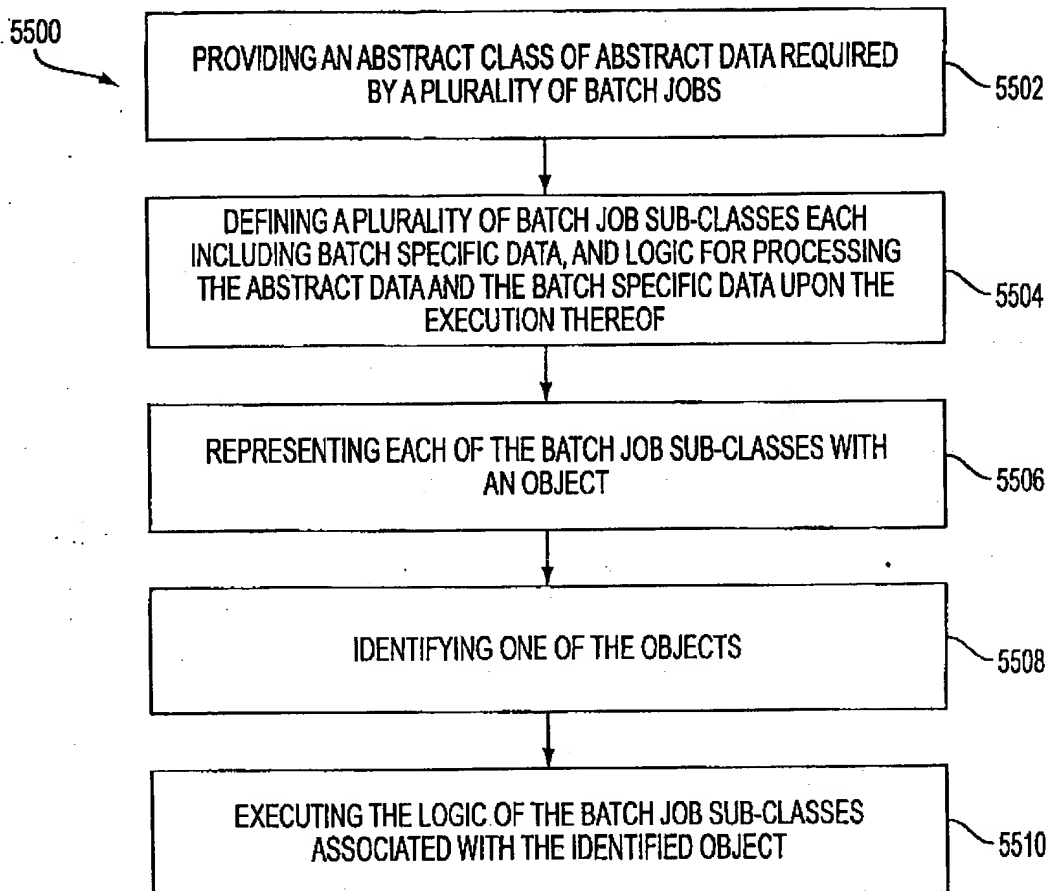 5500
PROVIDING AN ABSTRACT CLASS OF ABSTRACT DATA REQUIRED
BY A PLURALITY OF BATCH JOBS
5502
DEFINING A PLURALITY OF BATCH JOB SUB-CLASSES EACH
INCLUDING BATCH SPECIFIC DATA, AND LOGIC FOR PROCESSING
THE ABSTRACT DATA AND THE BATCH SPECIFIC DATA UPON THE
EXECUTION THEREOF
5504
REPRESENTING EACH OF THE BATCH JOB SUB-CLASSES WITH
AN OBJECT
5506
IDENTIFYING ONE OF THE OBJECTS
5508
EXECUTING THE LOGIC OF THE BATCH JOB SUB-CLASSES
ASSOCIATED WITH THE IDENTIFIED OBJECT
5510